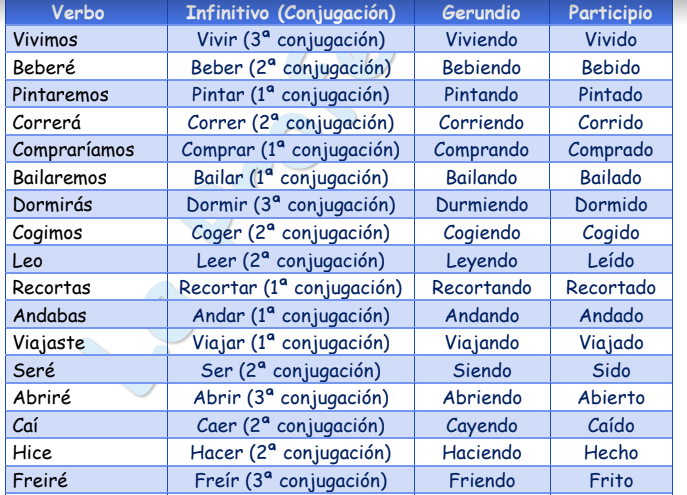 Verbo Infinitivo (Conjugación) Gerundio Participio
Vivimos Vivir (3ª conjugación) Viviendo Vivido
Beberé Beber (2ª conjugación) Bebiendo Bebido
Pintaremos Pintar (1ª conjugación) Pintando Pintado
Correrá Correr (2ª conjugación) Corriendo Corrido
Compraríamos Comprar (1ª conjugación) Comprando Comprado
Bailaremos Bailar (1ª conjugación) Bailando Bailado
Dormirás Dormir (3ª conjugación) Durmiendo Dormido
Cogimos Coger (2ª conjugación) Cogiendo Cogido
Leo Leer (2ª conjugación) Leyendo Leído
Recortas Recortar (1ª conjugación) Recortando Recortado
Andabas Andar (1ª conjugación) Andando Andado
Viajaste Viajar (1ª conjugación) Viajando Viajado
Seré Ser (2ª conjugación) Siendo Sido
Abriré Abrir (3ª conjugación) Abriendo Abierto
Caí Caer (2ª conjugación) Cayendo Caído
Hice Hacer (2ª conjugación) Haciendo Hecho
Freiré Freír (3ª conjugación) Friendo Frito